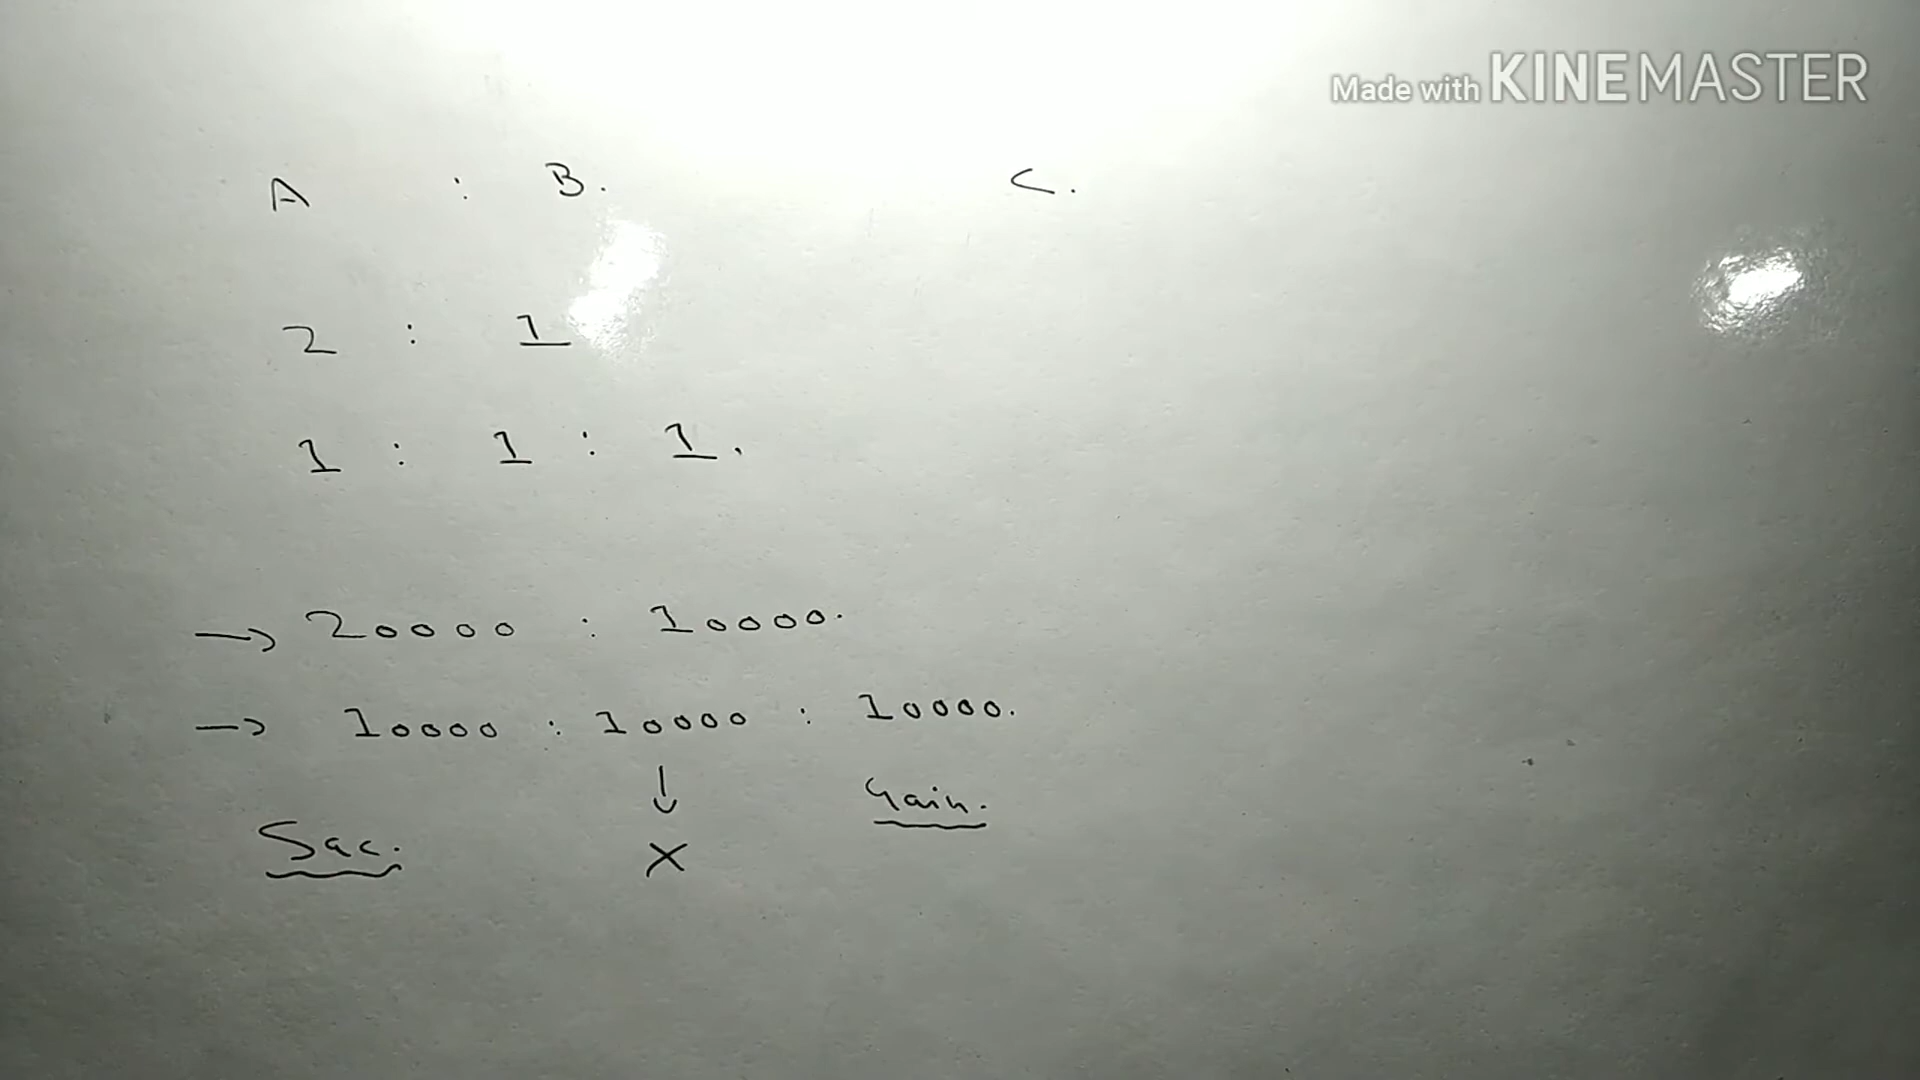 Made with KINEMASTER
A : B. C.
2 : 1
1 : 1 : 1.
→ 20000 : 10000.
→ 10000 : 10000 : 10000.
↓
Sac. X Gain.